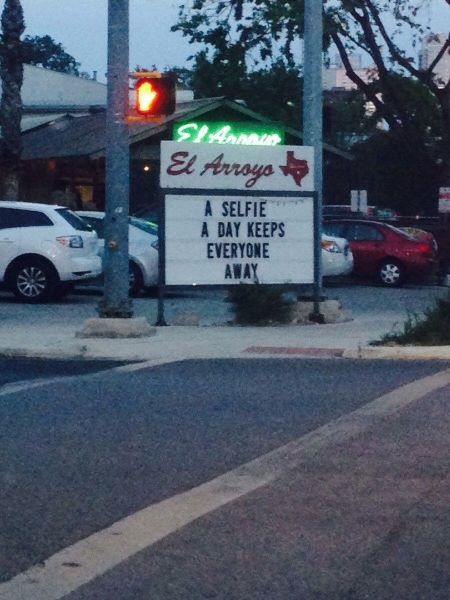 El Arroyo
El Arroyo
A SELFIE
A DAY KEEPS
EVERYONE
AWAY